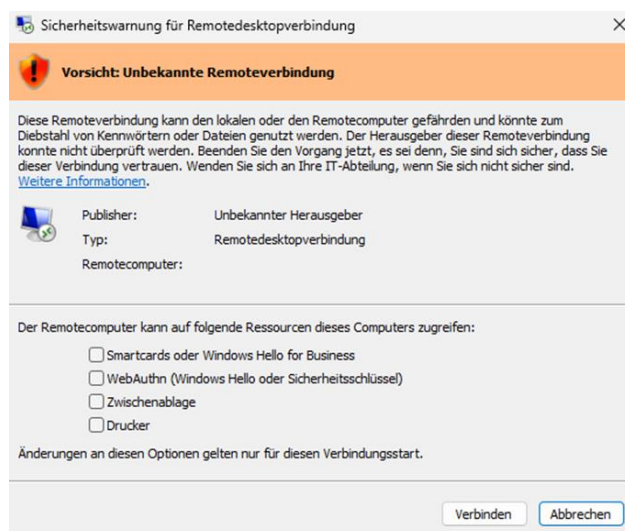 Sicherheitswarnung für Remotedesktopverbindung
Vorsicht: Unbekannte Remoteverbindung
Diese Remoteverbindung kann den lokalen oder den Remotecomputer gefährden und könnte zum
Diebstahl von Kennwörtern oder Dateien genutzt werden. Der Herausgeber dieser Remoteverbindung
konnte nicht überprüft werden. Beenden Sie den Vorgang jetzt, es sei denn, Sie sind sich sicher, dass Sie
dieser Verbindung vertrauen. Wenden Sie sich an Ihre IT-Abteilung, wenn Sie sich nicht sicher sind.
Weitere Informationen.
Publisher: Unbekannter Herausgeber
Typ: Remotedesktopverbindung
Remotecomputer:
Der Remotecomputer kann auf folgende Ressourcen dieses Computers zugreifen:
Smartcards oder Windows Hello for Business
WebAuthn (Windows Hello oder Sicherheitsschlüssel)
Zwischenablage
Drucker
Änderungen an diesen Optionen gelten nur für diesen Verbindungsstart.
Verbinden Abbrechen